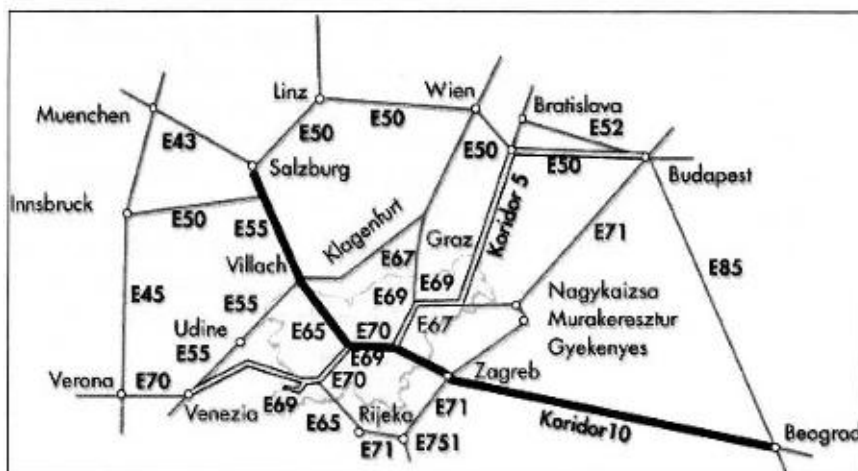 Linz
Wien
Bratislava
Muenchen
E50
E50
E52
E43
E50
E50
Salzburg
Budapest
Innsbruck
E50
E55
Klagenfurt
Graz
Koridor 5
E71
Villach
E67
E85
E45
E55
E69
E69
Nagykaizsa
Udine
E65
E70
E67
Murakeresztur
E55
E69
Gyekenyes
Verona
E70
E70
Zagreb
Venezia
E69
E65
Rijeka
E71
Koridor 10
E71
E751
Beograd